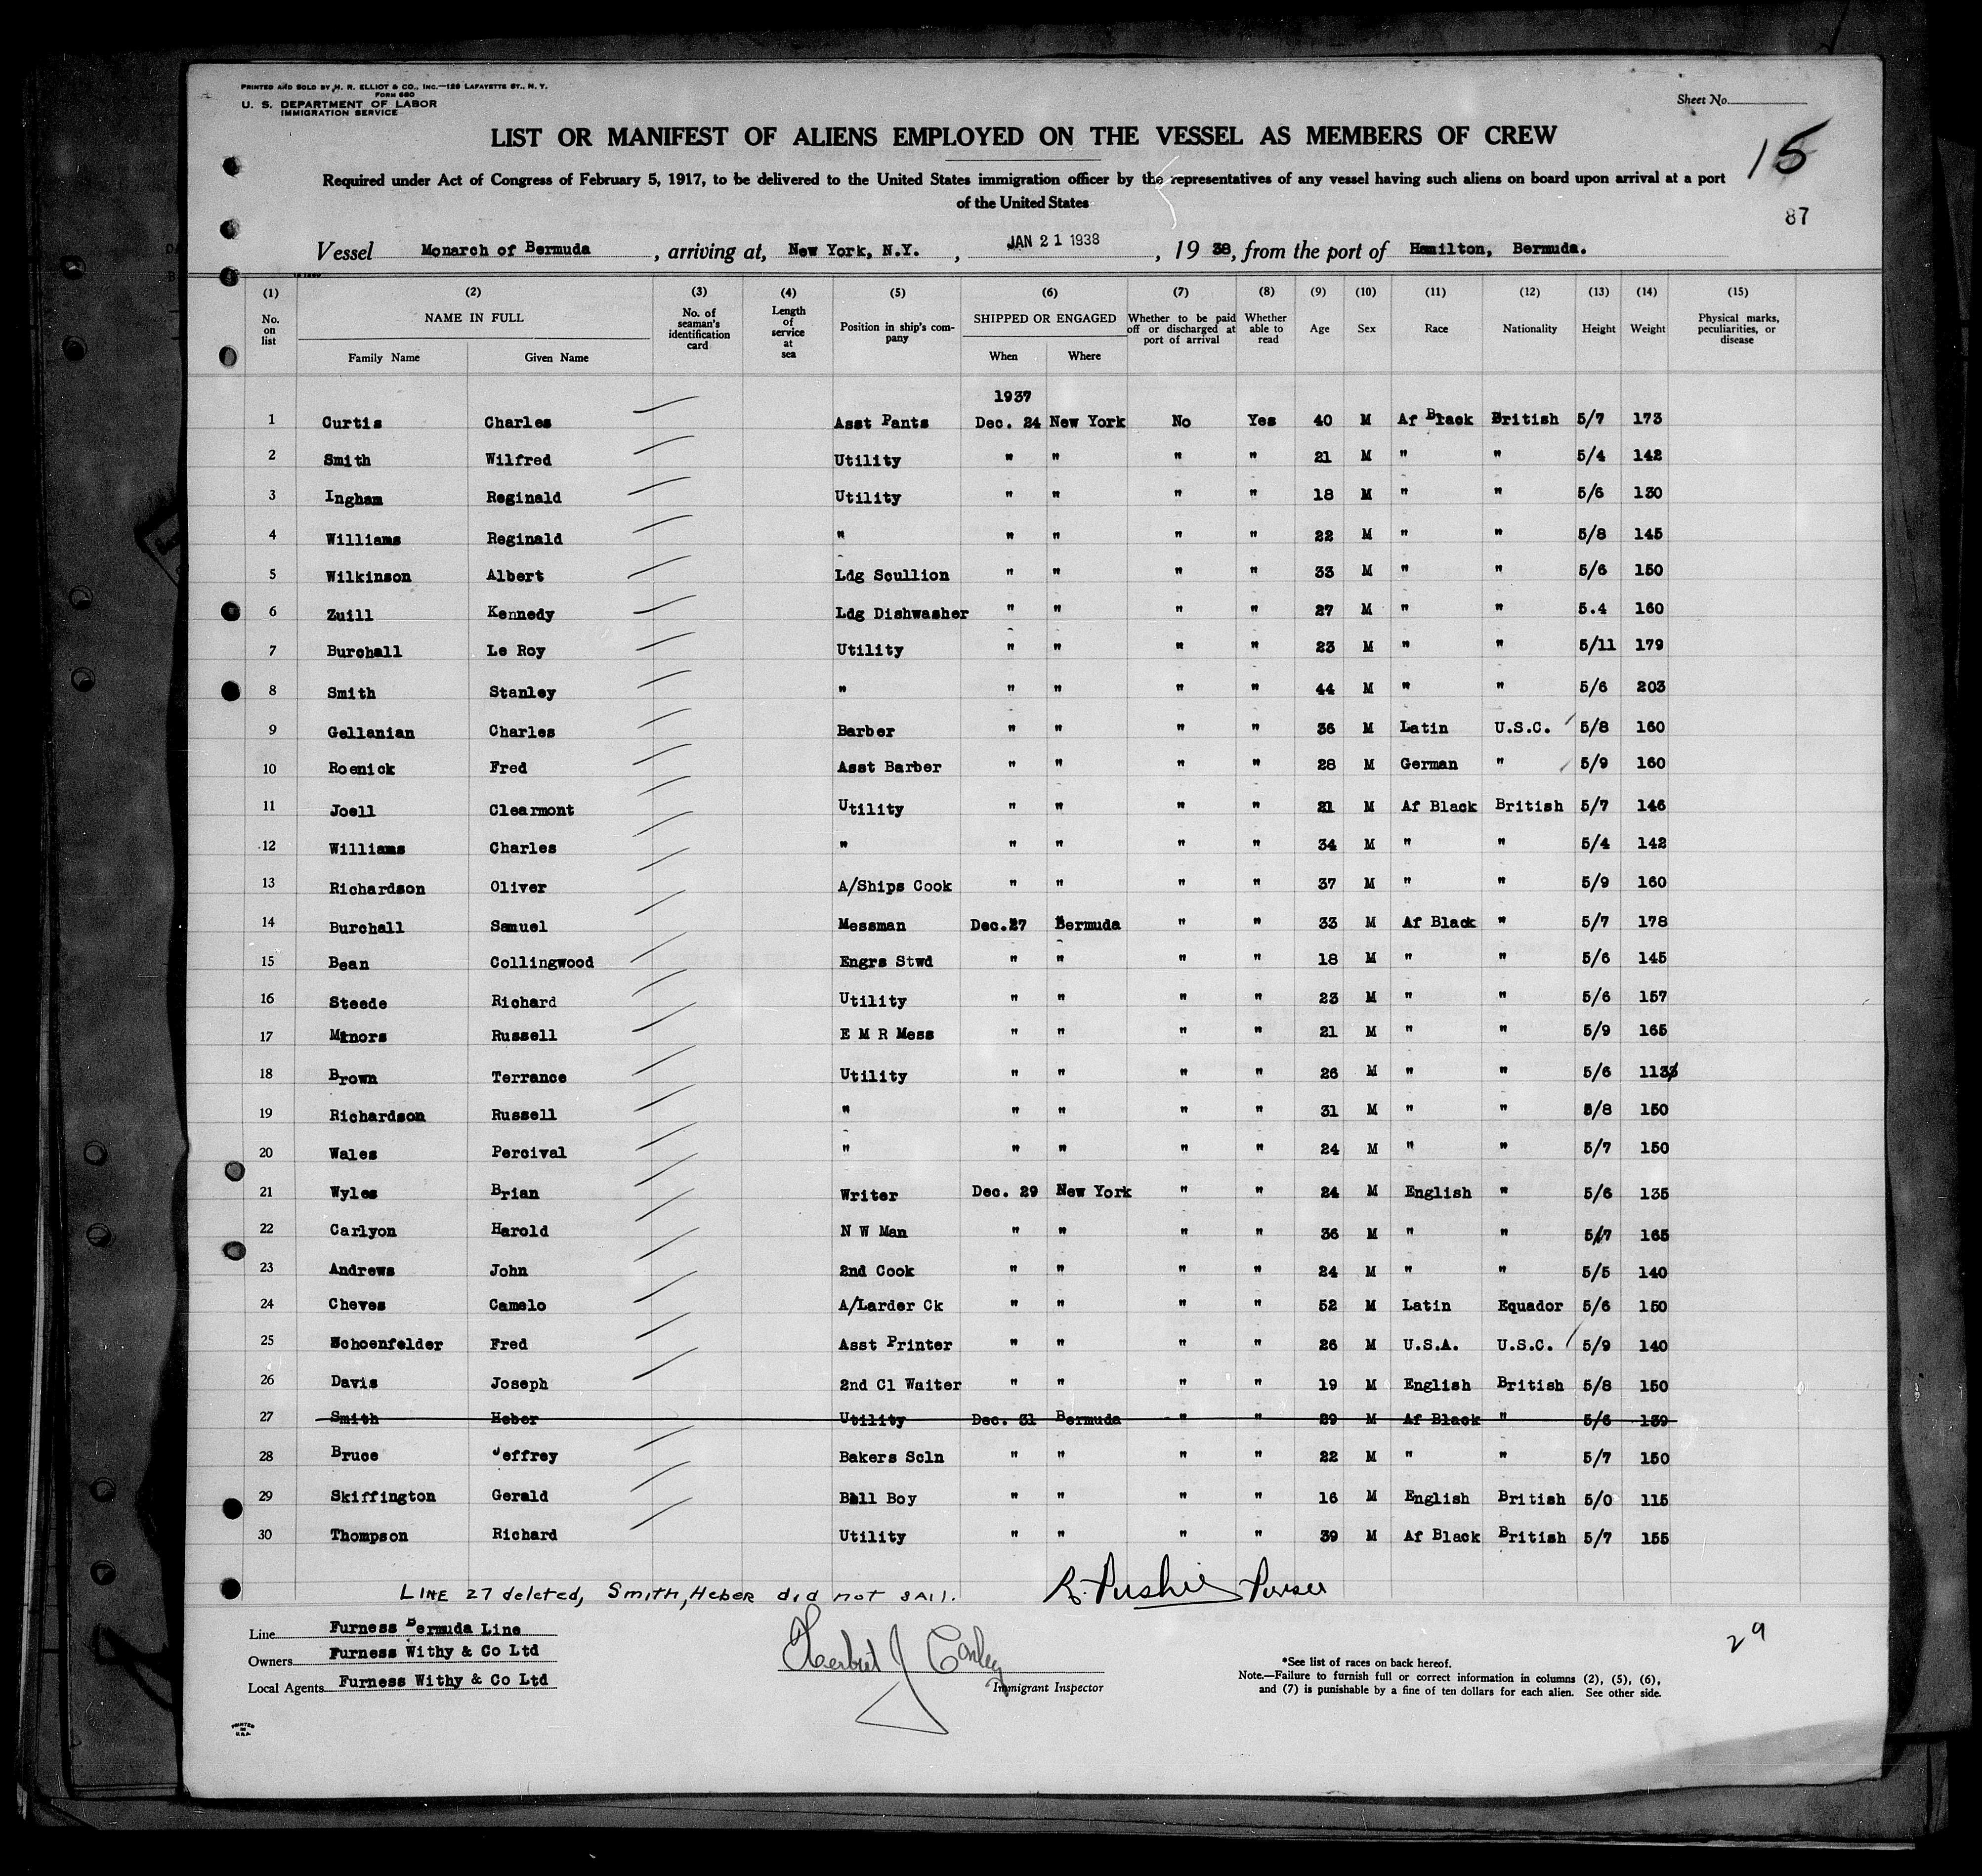 PRINTED AND SOLD BY H. R. ELLIOT & CO., INC.—129 LAFAYETTE ST., N. Y.
FORM 680
U. S. DEPARTMENT OF LABOR
IMMIGRATION SERVICE
Sheet No.
LIST OR MANIFEST OF ALIENS EMPLOYED ON THE VESSEL AS MEMBERS OF CREW
15
Required under Act of Congress of February 5, 1917, to be delivered to the United States immigration officer by the representatives of any vessel having such aliens on board upon arrival at a port
of the United States
87
Vessel Monarch of Bermuda, arriving at, New York, N.Y., JAN 21 1938, 19 38, from the port of Hamilton, Bermuda.
(1) (2) (3) (4) (5) (6) (7) (8) (9) (10) (11) (12) (13) (14) (15)
No. on list NAME IN FULL Family Name Given Name No. of seaman's identification card Length of service at sea Position in ship's company SHIPPED OR ENGAGED When Where Whether to be paid off or discharged at port of arrival Whether able to read Age Sex Race Nationality Height Weight Physical marks, peculiarities, or disease
1937
1 Curtis Charles Asst Pants Dec. 24 New York No Yes 40 M Af Black British 5/7 173
2 Smith Wilfred Utility " " " " 21 M " " 5/4 142
3 Ingham Reginald Utility " " " " 18 M " " 5/6 130
4 Williams Reginald " " " " " 22 M " " 5/8 145
5 Wilkinson Albert Ldg Scullion " " " " 33 M " " 5/6 150
6 Zuill Kennedy Ldg Dishwasher " " " " 27 M " " 5.4 160
7 Burchall Le Roy Utility " " " " 23 M " " 5/11 179
8 Smith Stanley " " " " " 44 M " " 5/6 203
9 Gellanian Charles Barber " " " " 36 M Latin U.S.C. 5/8 160
10 Roenick Fred Asst Barber " " " " 28 M German " 5/9 160
11 Joell Clearmont Utility " " " " 21 M Af Black British 5/7 146
12 Williams Charles " " " " " 34 M " " 5/4 142
13 Richardson Oliver A/Ships Cook " " " " 37 M " " 5/9 160
14 Burchall Samuel Messman Dec.27 Bermuda " " 33 M Af Black " 5/7 178
15 Bean Collingwood Engrs Stwd " " " " 18 M " " 5/6 145
16 Steede Richard Utility " " " " 23 M " " 5/6 157
17 Minors Russell E M R Mess " " " " 21 M " " 5/9 165
18 Brown Terrance Utility " " " " 26 M " " 5/6 1133
19 Richardson Russell " " " " " 31 M " " 5/8 150
20 Wales Percival " " " " " 24 M " " 5/7 150
21 Wyles Brian Writer Dec. 29 New York " " 24 M English " 5/6 135
22 Carlyon Harold N W Man " " " " 36 M " " 5/7 165
23 Andrews John 2nd Cook " " " " 24 M " " 5/5 140
24 Cheves Camelo A/Larder Ck " " " " 52 M Latin Equador 5/6 150
25 Schoenfelder Fred Asst Printer " " " " 26 M U.S.A. U.S.C. 5/9 140
26 Davis Joseph 2nd Cl Waiter " " " " 19 M English British 5/8 150
27 Smith Heber Utility Dec. 31 Bermuda " " 29 M Af Black " 5/6 139
28 Bruce Jeffrey Bakers Scln " " " " 22 M " " 5/7 150
29 Skiffington Gerald Bell Boy " " " " 16 M English British 5/0 115
30 Thompson Richard Utility " " " " 39 M Af Black British 5/7 155
LINE 27 deleted, Smith, Heber did not sail. R. Pushie Purser
Line Furness Bermuda Line
Owners Furness Withy & Co Ltd
Local Agents Furness Withy & Co Ltd
Herbert J Conley
Immigrant Inspector
29
*See list of races on back hereof.
Note.—Failure to furnish full or correct information in columns (2), (5), (6),
and (7) is punishable by a fine of ten dollars for each alien. See other side.
PRINTED IN U.S.A.